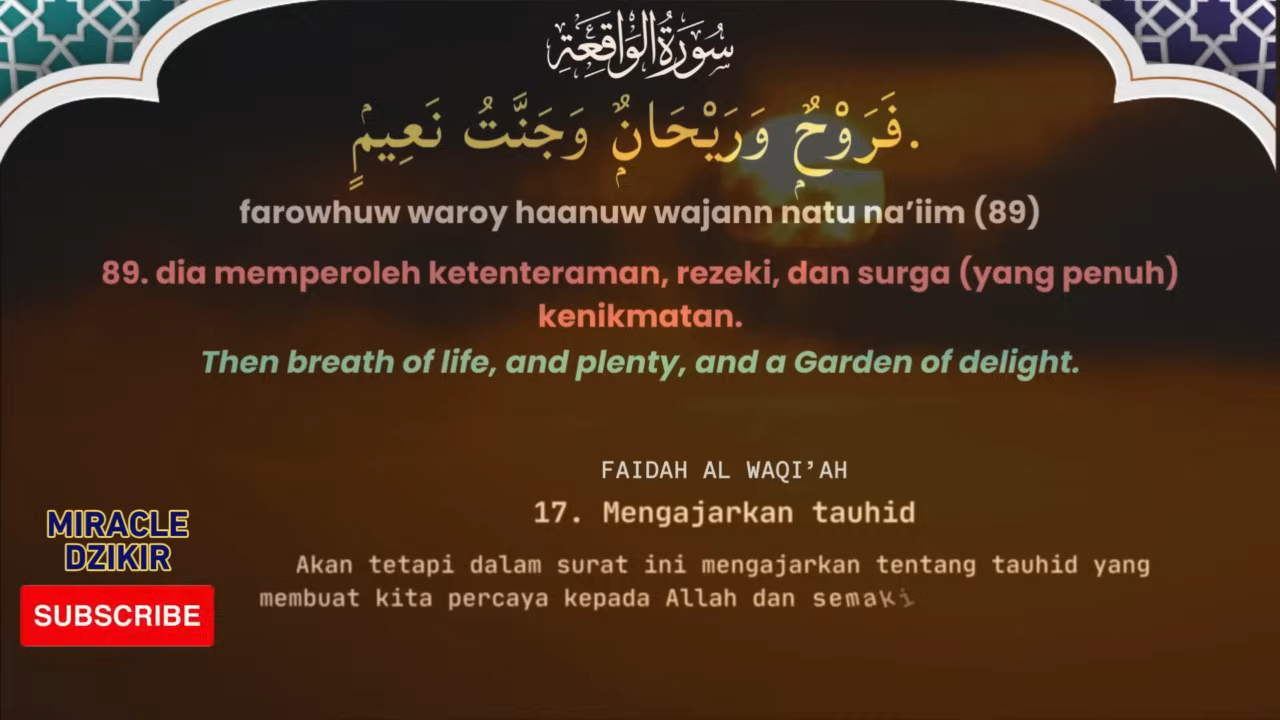 سُورَةُ الْوَاقِعَةِ
فَرَوْحٌ وَرَيْحَانٌ وَجَنَّتُ نَعِيمٍ.
farowhuw waroy haanuw wajann natu na’iim (89)
89. dia memperoleh ketenteraman, rezeki, dan surga (yang penuh)
kenikmatan.
Then breath of life, and plenty, and a Garden of delight.
FAIDAH AL WAQI’AH
17. Mengajarkan tauhid
Akan tetapi dalam surat ini mengajarkan tentang tauhid yang
membuat kita percaya kepada Allah dan semaki
MIRACLE
DZIKIR
SUBSCRIBE